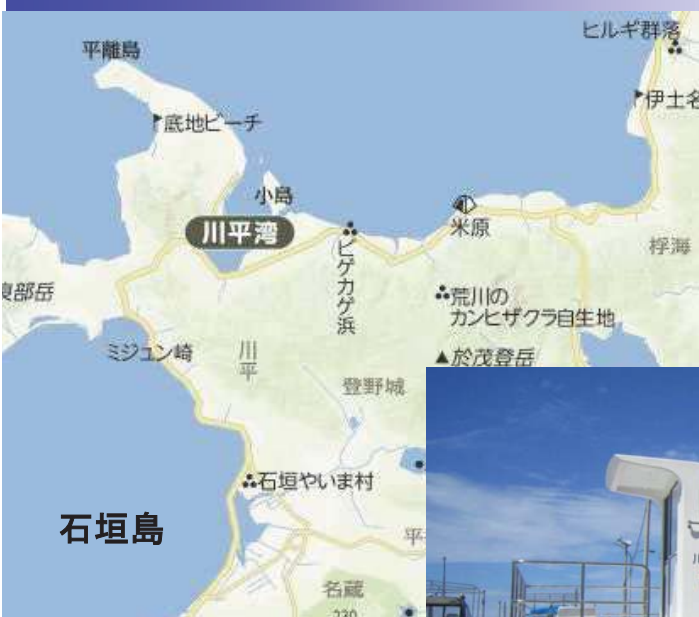 ヒルギ群落
平離島
伊土名
底地ビーチ
小島
米原
川平湾
桴海
ヒゲカゲ浜
荒川の
カンヒザクラ自生地
ミジュン崎
川平
於茂登岳
登野城
石垣やいま村
石垣島
名蔵
230